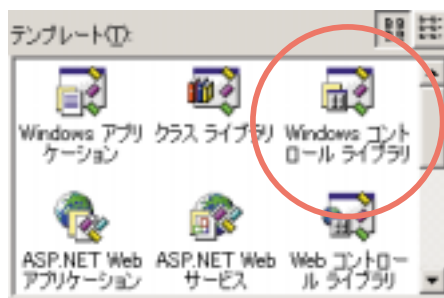 テンプレート(T):
Windows アプリ
ケーション
クラス ライブラリ
Windows コント
ロール ライブラリ
ASP.NET Web
アプリケーション
ASP.NET Web
サービス
Web コントロー
ル ライブラリ